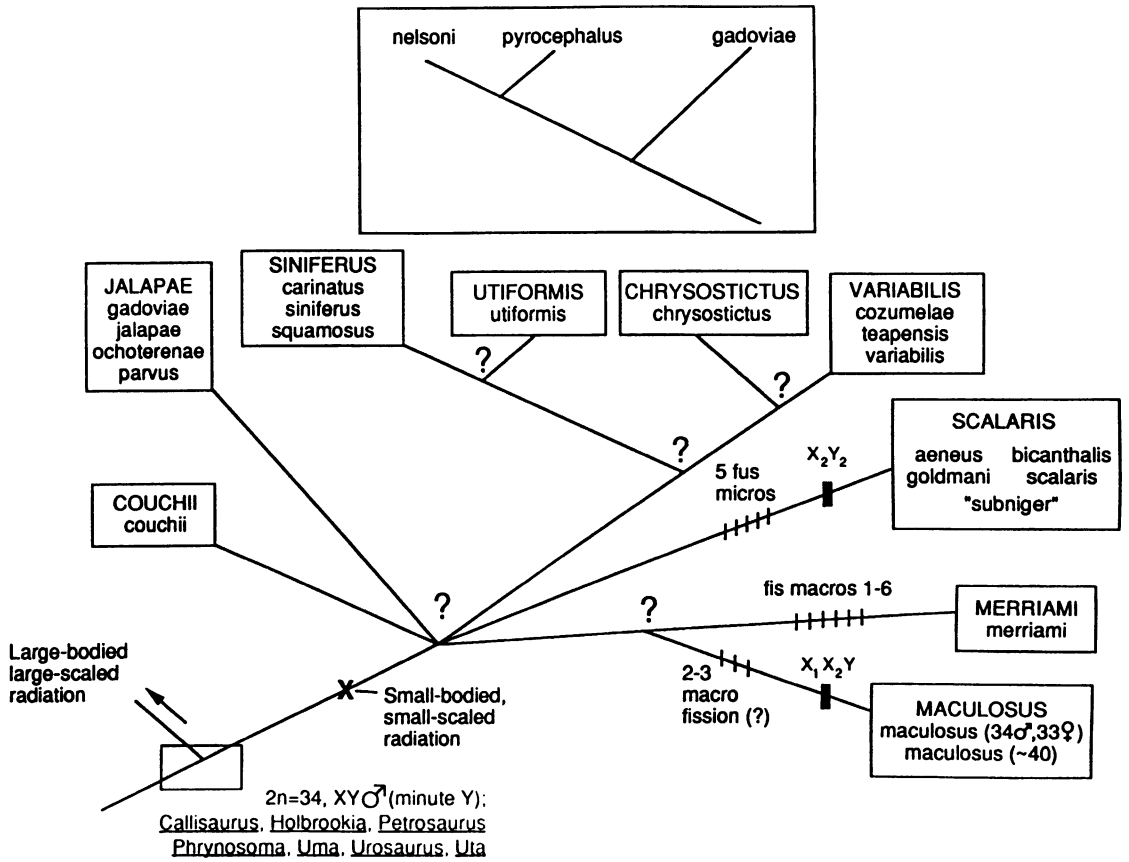 nelsoni
pyrocephalus
gadoviae
JALAPAE
gadoviae
jalapae
ochoterenae
parvus
SINIFERUS
carinatus
siniferus
squamosus
UTIFORMIS
utiformis
CHRYSOSTICTUS
chrysostictus
VARIABILIS
cozumelae
teapensis
variabilis
?
?
?
SCALARIS
aeneus bicanthalis
goldmani scalaris
"subniger"
X₂Y₂
5 fus
micros
COUCHII
couchii
?
?
fis macros 1-6
MERRIAMI
merriami
Large-bodied
large-scaled
radiation
X
Small-bodied,
small-scaled
radiation
2-3
macro
fission (?)
X₁X₂Y
MACULOSUS
maculosus (34♂,33♀)
maculosus (~40)
2n=34, XY♂(minute Y);
Callisaurus, Holbrookia, Petrosaurus
Phrynosoma, Uma, Urosaurus, Uta